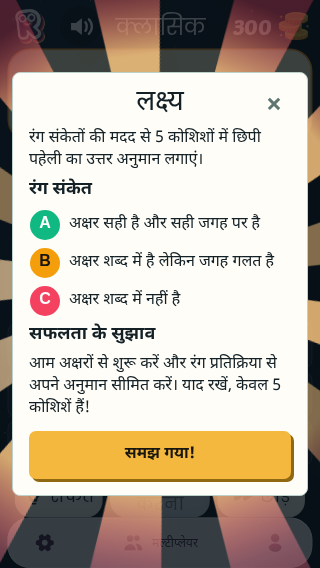 क्लासिक
300
लक्ष्य
रंग संकेतों की मदद से 5 कोशिशों में छिपी
पहेली का उत्तर अनुमान लगाएं।
रंग संकेत
A अक्षर सही है और सही जगह पर है
B अक्षर शब्द में है लेकिन जगह गलत है
C अक्षर शब्द में नहीं है
सफलता के सुझाव
आम अक्षरों से शुरू करें और रंग प्रतिक्रिया से
अपने अनुमान सीमित करें। याद रखें, केवल 5
कोशिशें हैं!
समझ गया!
मल्टीप्लेयर